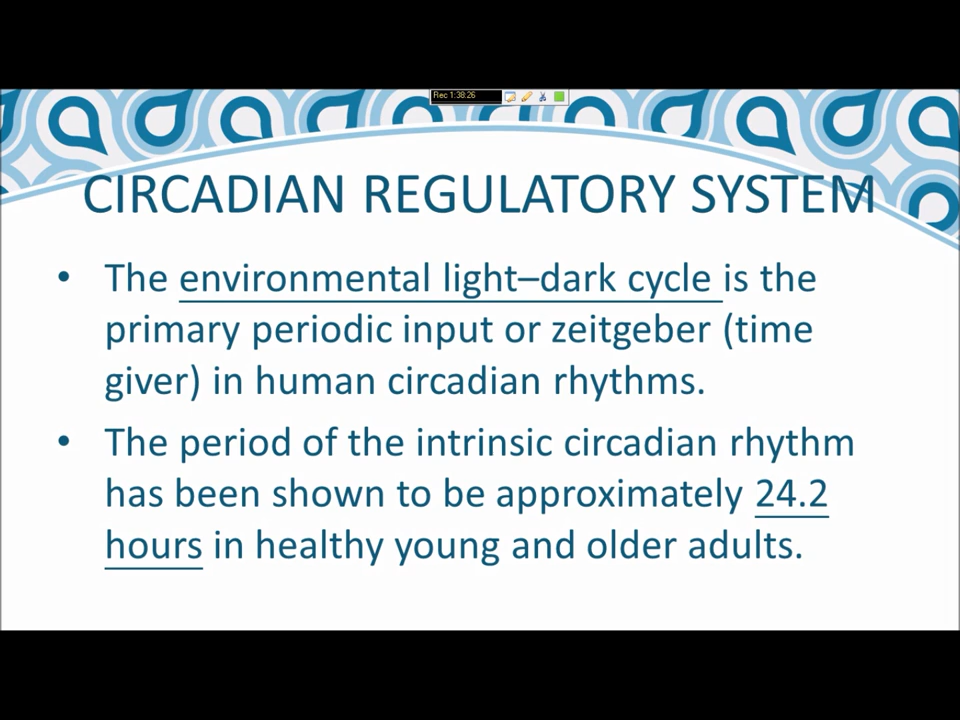 Rec 1:38:26
CIRCADIAN REGULATORY SYSTEM
• The environmental light–dark cycle is the
primary periodic input or zeitgeber (time
giver) in human circadian rhythms.
• The period of the intrinsic circadian rhythm
has been shown to be approximately 24.2
hours in healthy young and older adults.